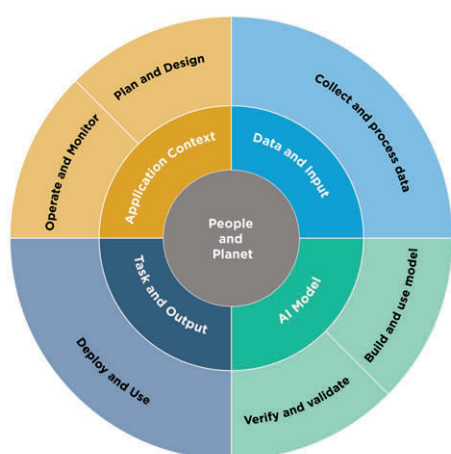 Plan and Design
Collect and process data
Operate and Monitor
Application Context
Data and Input
People
and
Planet
Task and Output
AI Model
Deploy and Use
Build and use model
Verify and validate